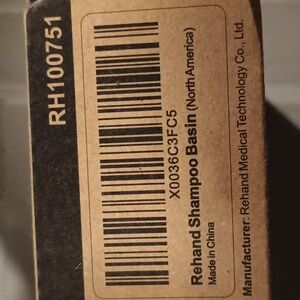 RH100751
X0036C3FC5
Rehand Shampoo Basin (North America)
Made in China
Manufacturer: Rehand Medical Technology Co., Ltd.